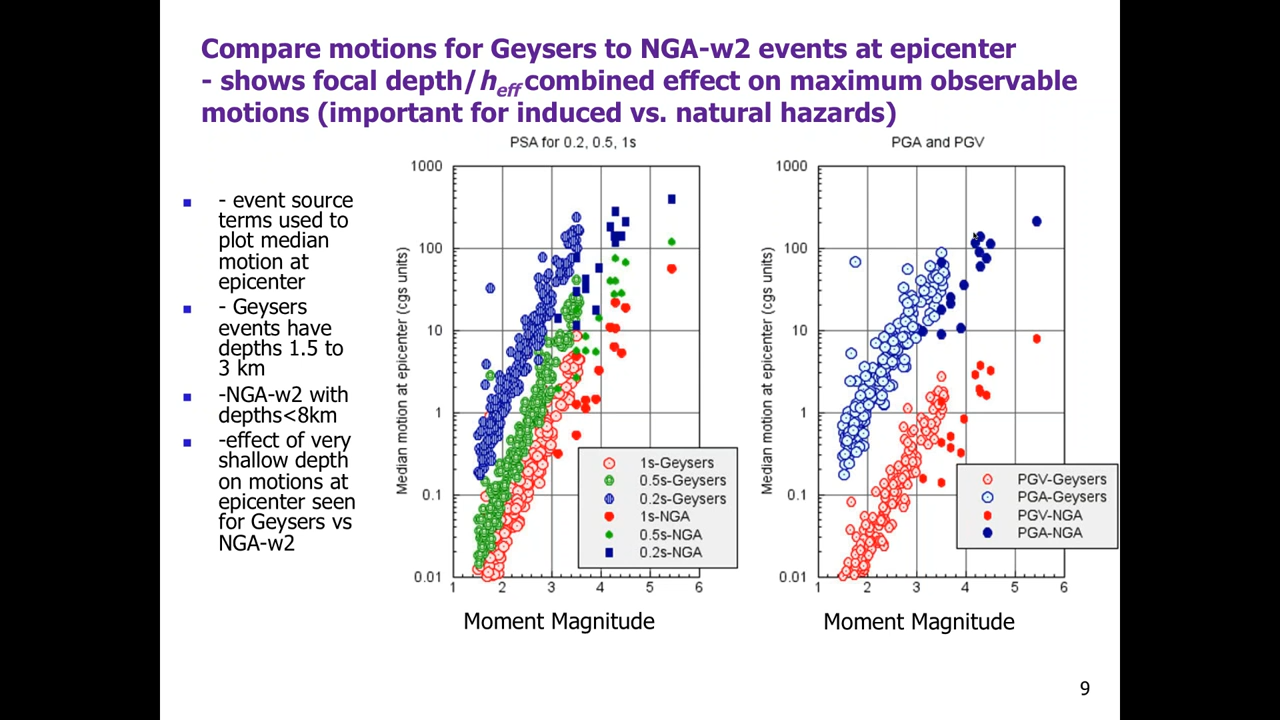 Compare motions for Geysers to NGA-w2 events at epicenter
- shows focal depth/heff combined effect on maximum observable
motions (important for induced vs. natural hazards)
- event source
terms used to
plot median
motion at
epicenter
- Geysers
events have
depths 1.5 to
3 km
-NGA-w2 with
depths<8km
-effect of very
shallow depth
on motions at
epicenter seen
for Geysers vs
NGA-w2
PSA for 0.2, 0.5, 1s
Median motion at epicenter (cgs units)
1000
100
10
1
0.1
0.01
1 2 3 4 5 6
1s-Geysers
0.5s-Geysers
0.2s-Geysers
1s-NGA
0.5s-NGA
0.2s-NGA
Moment Magnitude
PGA and PGV
Median motion at epicenter (cgs units)
1000
100
10
1
0.1
0.01
1 2 3 4 5 6
PGV-Geysers
PGA-Geysers
PGV-NGA
PGA-NGA
Moment Magnitude
9